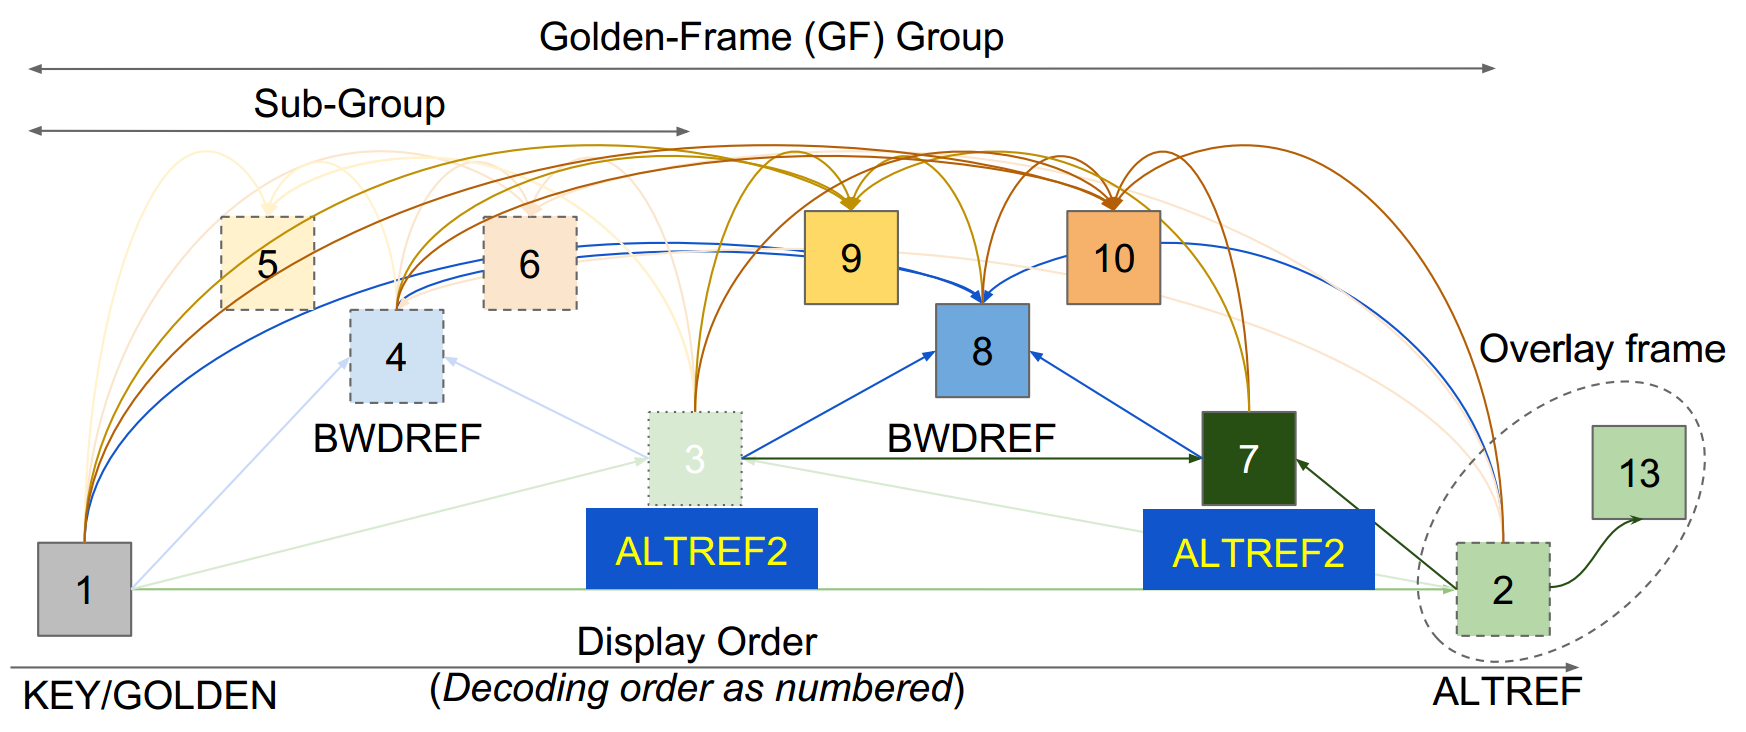 Golden-Frame (GF) Group
Sub-Group
5
6
9
10
4
8
Overlay frame
BWDREF
BWDREF
3
7
13
ALTREF2
ALTREF2
1
2
Display Order
(Decoding order as numbered)
KEY/GOLDEN
ALTREF